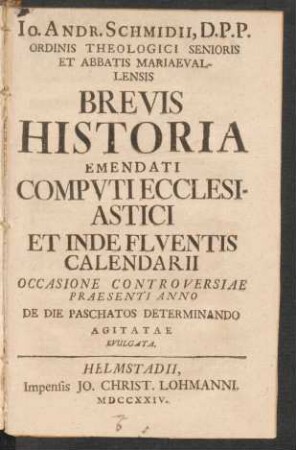 IO. ANDR. SCHMIDII, D.P.P.
ORDINIS THEOLOGICI SENIORIS
ET ABBATIS MARIAEVAL-
LENSIS
BREVIS
HISTORIA
EMENDATI
COMPVTI ECCLESI-
ASTICI
ET INDE FLVENTIS
CALENDARII
OCCASIONE CONTROVERSIAE
PRAESENTI ANNO
DE DIE PASCHATOS DETERMINANDO
AGITATAE
EVULGATA.
HELMSTADII,
Impensis JO. CHRIST. LOHMANNI.
MDCCXXIV.